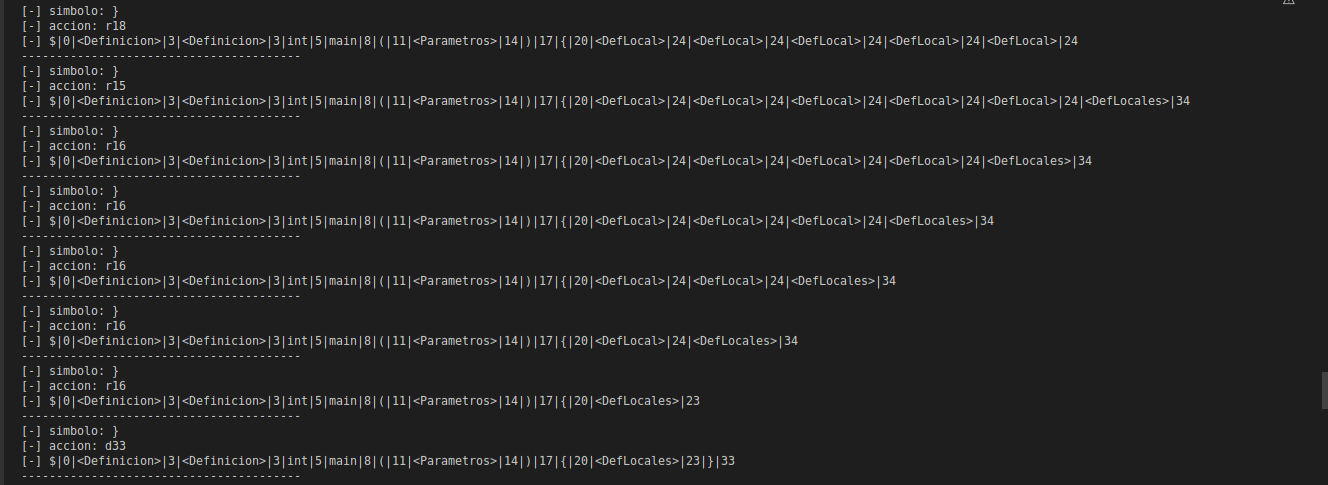 [-] simbolo: }
[-] accion: r18
[-] $|0|<Definicion>|3|<Definicion>|3|int|5|main|8|(|11|<Parametros>|14|)|17|{|20|<DefLocal>|24|<DefLocal>|24|<DefLocal>|24|<DefLocal>|24|<DefLocal>|24
----------------------------------------
[-] simbolo: }
[-] accion: r15
[-] $|0|<Definicion>|3|<Definicion>|3|int|5|main|8|(|11|<Parametros>|14|)|17|{|20|<DefLocal>|24|<DefLocal>|24|<DefLocal>|24|<DefLocal>|24|<DefLocal>|24|<DefLocales>|34
----------------------------------------
[-] simbolo: }
[-] accion: r16
[-] $|0|<Definicion>|3|<Definicion>|3|int|5|main|8|(|11|<Parametros>|14|)|17|{|20|<DefLocal>|24|<DefLocal>|24|<DefLocal>|24|<DefLocal>|24|<DefLocales>|34
----------------------------------------
[-] simbolo: }
[-] accion: r16
[-] $|0|<Definicion>|3|<Definicion>|3|int|5|main|8|(|11|<Parametros>|14|)|17|{|20|<DefLocal>|24|<DefLocal>|24|<DefLocal>|24|<DefLocales>|34
----------------------------------------
[-] simbolo: }
[-] accion: r16
[-] $|0|<Definicion>|3|<Definicion>|3|int|5|main|8|(|11|<Parametros>|14|)|17|{|20|<DefLocal>|24|<DefLocal>|24|<DefLocales>|34
----------------------------------------
[-] simbolo: }
[-] accion: r16
[-] $|0|<Definicion>|3|<Definicion>|3|int|5|main|8|(|11|<Parametros>|14|)|17|{|20|<DefLocal>|24|<DefLocales>|34
----------------------------------------
[-] simbolo: }
[-] accion: r16
[-] $|0|<Definicion>|3|<Definicion>|3|int|5|main|8|(|11|<Parametros>|14|)|17|{|20|<DefLocales>|23
----------------------------------------
[-] simbolo: }
[-] accion: d33
[-] $|0|<Definicion>|3|<Definicion>|3|int|5|main|8|(|11|<Parametros>|14|)|17|{|20|<DefLocales>|23|}|33
----------------------------------------